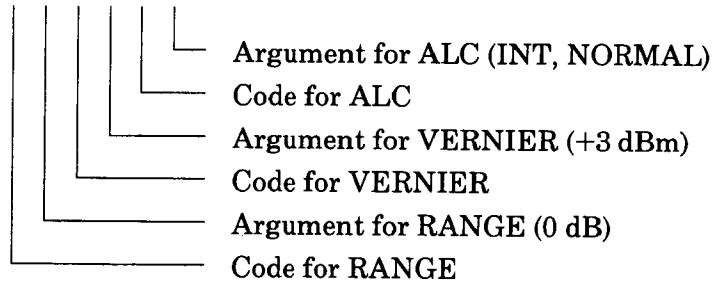 Argument for ALC (INT, NORMAL)
Code for ALC
Argument for VERNIER (+3 dBm)
Code for VERNIER
Argument for RANGE (0 dB)
Code for RANGE